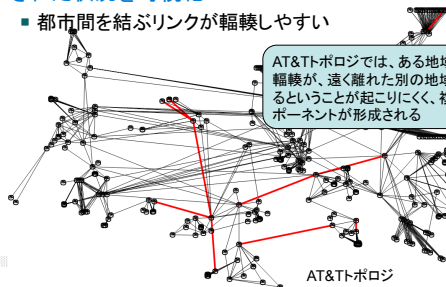 都市間を結ぶリンクが輻輳しやすい
AT&Tトポロジでは、ある地域
輻輳が、遠く離れた別の地域
るということが起こりにくく、
ポーネントが形成される
AT&Tトポロジ